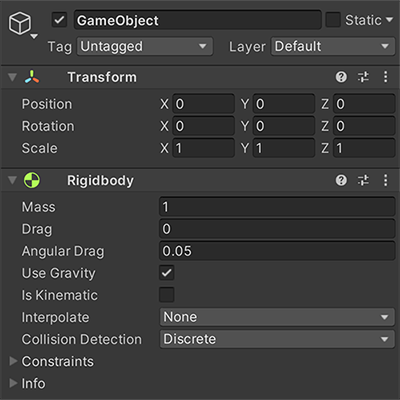 GameObject Static
Tag Untagged Layer Default
Transform
Position X 0 Y 0 Z 0
Rotation X 0 Y 0 Z 0
Scale X 1 Y 1 Z 1
Rigidbody
Mass 1
Drag 0
Angular Drag 0.05
Use Gravity
Is Kinematic
Interpolate None
Collision Detection Discrete
Constraints
Info